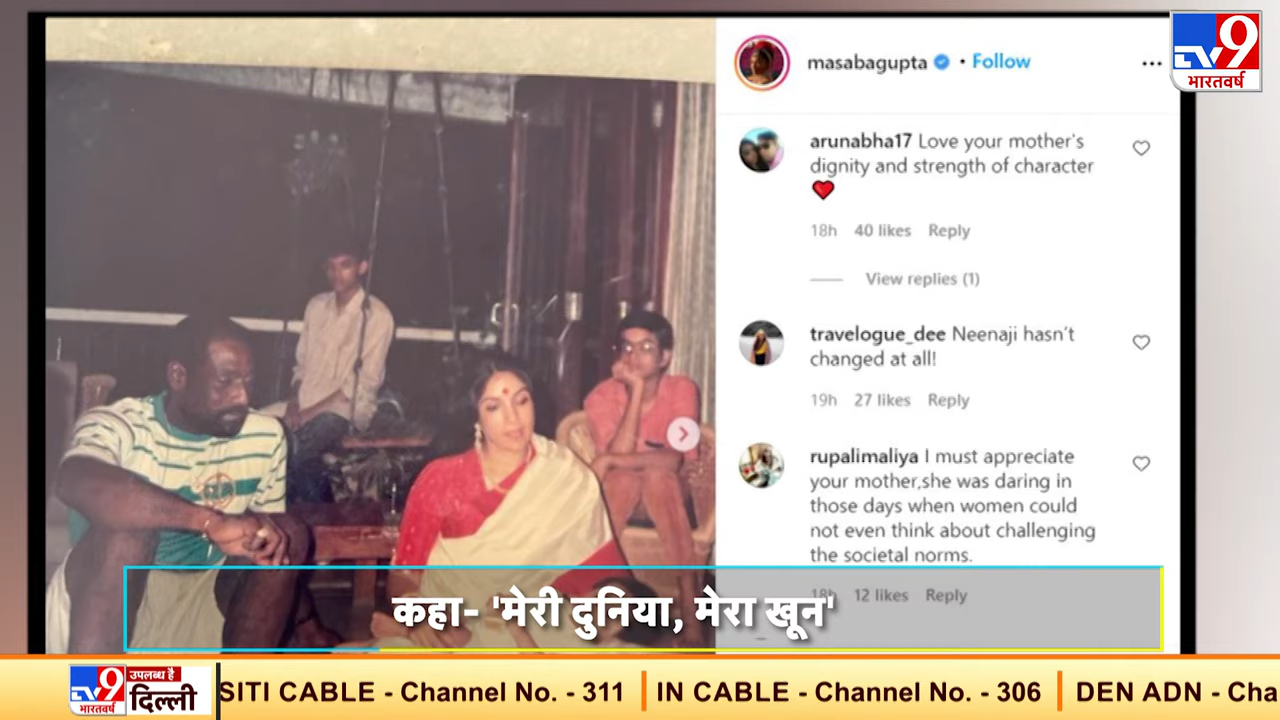 TV9
भारतवर्ष
masabagupta • Follow
arunabha17 Love your mother's
dignity and strength of character
❤️
18h 40 likes Reply
View replies (1)
travelogue_dee Neenaji hasn't
changed at all!
19h 27 likes Reply
rupalimaliya I must appreciate
your mother,she was daring in
those days when women could
not even think about challenging
the societal norms.
18h 12 likes Reply
कहा- 'मेरी दुनिया, मेरा खून'
TV9
भारतवर्ष
उपलब्ध है
दिल्ली
SITI CABLE - Channel No. - 311 | IN CABLE - Channel No. - 306 | DEN ADN - Cha